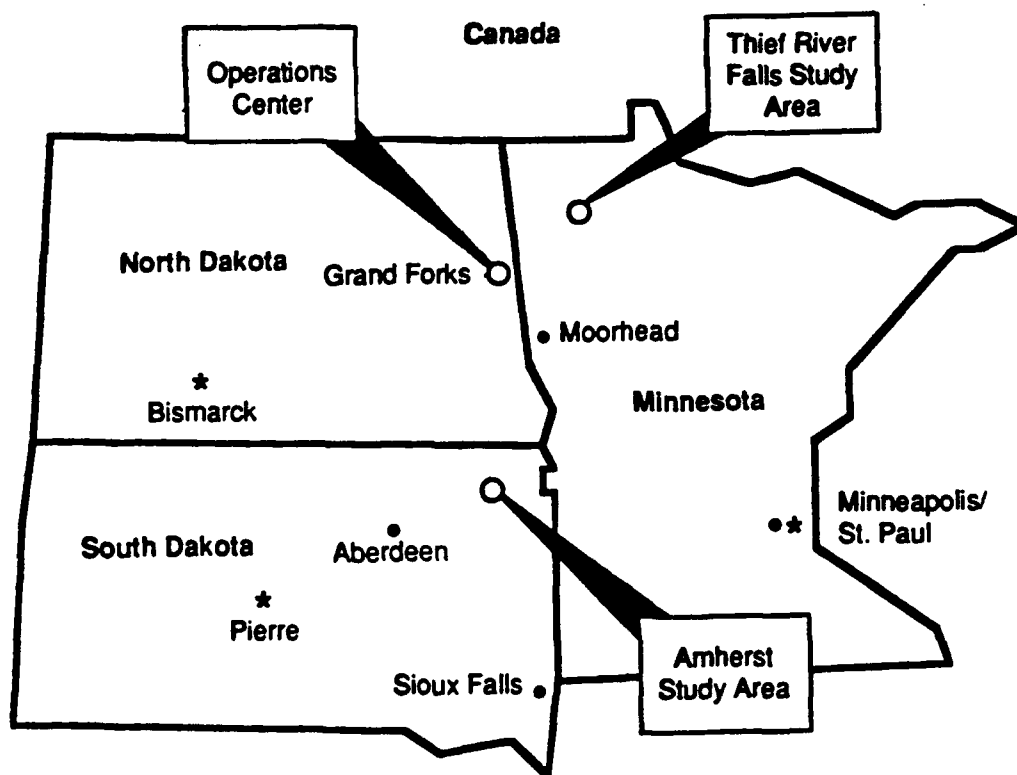 Canada
Operations
Center
Thief River
Falls Study
Area
North Dakota
Grand Forks
Moorhead
*
Bismarck
Minnesota
Minneapolis/
St. Paul
*
South Dakota
Aberdeen
*
Pierre
Sioux Falls
Amherst
Study Area